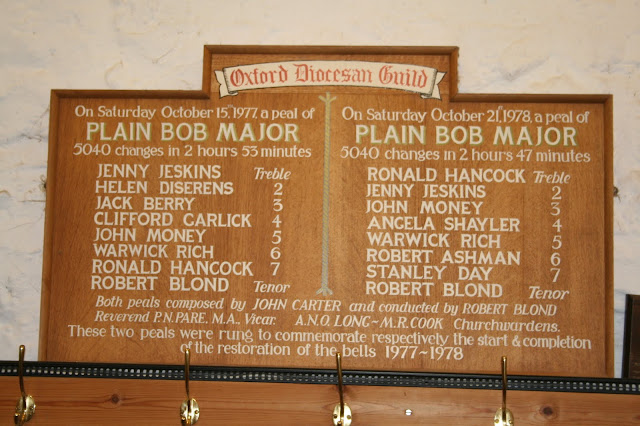 Oxford Diocesan Guild
On Saturday October 15th 1977, a peal of
PLAIN BOB MAJOR
5040 changes in 2 hours 53 minutes
JENNY JESKINS Treble
HELEN DISERENS 2
JACK BERRY 3
CLIFFORD CARLICK 4
JOHN MONEY 5
WARWICK RICH 6
RONALD HANCOCK 7
ROBERT BLOND Tenor
On Saturday October 21st, 1978, a peal of
PLAIN BOB MAJOR
5040 changes in 2 hours 47 minutes
RONALD HANCOCK Treble
JENNY JESKINS 2
JOHN MONEY 3
ANGELA SHAYLER 4
WARWICK RICH 5
ROBERT ASHMAN 6
STANLEY DAY 7
ROBERT BLOND Tenor
Both peals composed by JOHN CARTER and conducted by ROBERT BLOND
Reverend P.N. PARE. M.A., Vicar. A.N.O. LONG ~ M.R. COOK Churchwardens.
These two peals were rung to commemorate respectively the start & completion
of the restoration of the bells 1977~1978